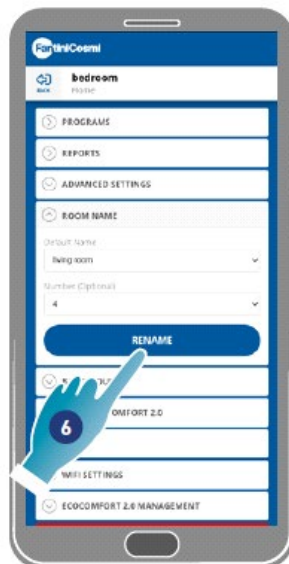 FantiniCosmi
BACK
bedroom
Home
PROGRAMS
REPORTS
ADVANCED SETTINGS
ROOM NAME
Default Name
living room
Number (Optional)
4
RENAME
6
OMFORT 2.0
WIFI SETTINGS
ECOCOMFORT 2.0 MANAGEMENT